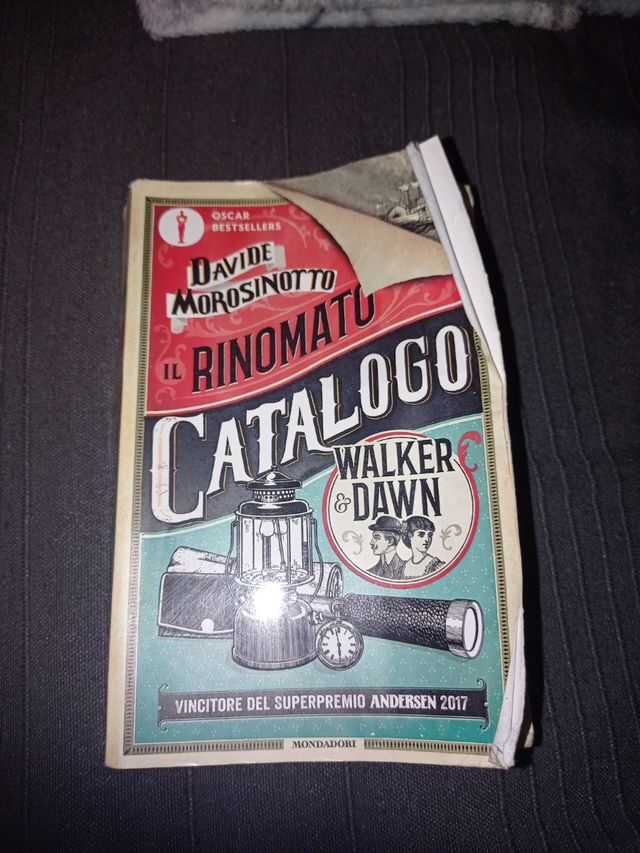 OSCAR
BESTSELLERS
DAVIDE
MOROSINOTTO
IL RINOMATO
CATALOGO
WALKER
& DAWN
VINCITORE DEL SUPERPREMIO ANDERSEN 2017
MONDADORI